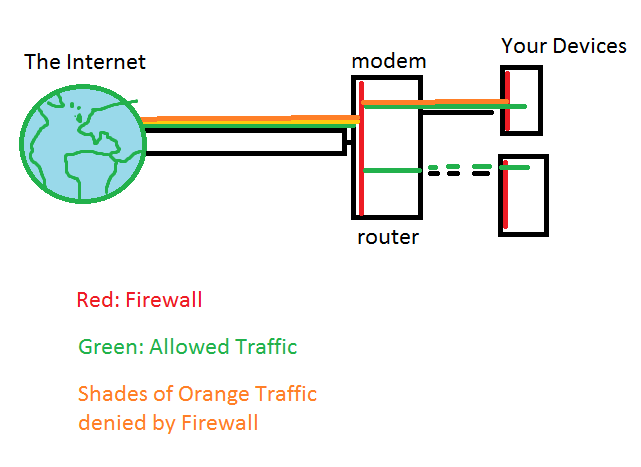 The Internet
modem
Your Devices
router
Red: Firewall
Green: Allowed Traffic
Shades of Orange Traffic
denied by Firewall